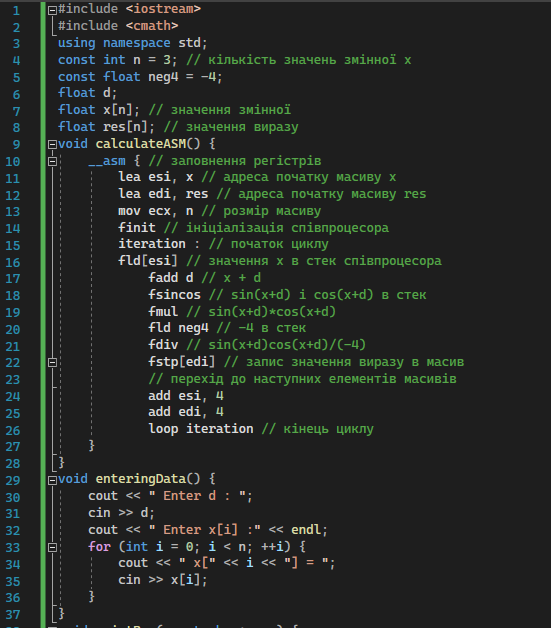 1 #include <iostream>
2 #include <cmath>
3 using namespace std;
4 const int n = 3; // кількість значень змінної x
5 const float neg4 = -4;
6 float d;
7 float x[n]; // значення змінної
8 float res[n]; // значення виразу
9 void calculateASM() {
10 __asm { // заповнення регістрів
11 lea esi, x // адреса початку масиву x
12 lea edi, res // адреса початку масиву res
13 mov ecx, n // розмір масиву
14 finit // ініціалізація співпроцесора
15 iteration : // початок циклу
16 fld[esi] // значення x в стек співпроцесора
17 fadd d // x + d
18 fsincos // sin(x+d) і cos(x+d) в стек
19 fmul // sin(x+d)*cos(x+d)
20 fld neg4 // -4 в стек
21 fdiv // sin(x+d)cos(x+d)/(-4)
22 fstp[edi] // запис значення виразу в масив
23 // перехід до наступних елементів масивів
24 add esi, 4
25 add edi, 4
26 loop iteration // кінець циклу
27 }
28 }
29 void enteringData() {
30 cout << " Enter d : ";
31 cin >> d;
32 cout << " Enter x[i] :" << endl;
33 for (int i = 0; i < n; ++i) {
34 cout << " x[" << i << "] = ";
35 cin >> x[i];
36 }
37 }